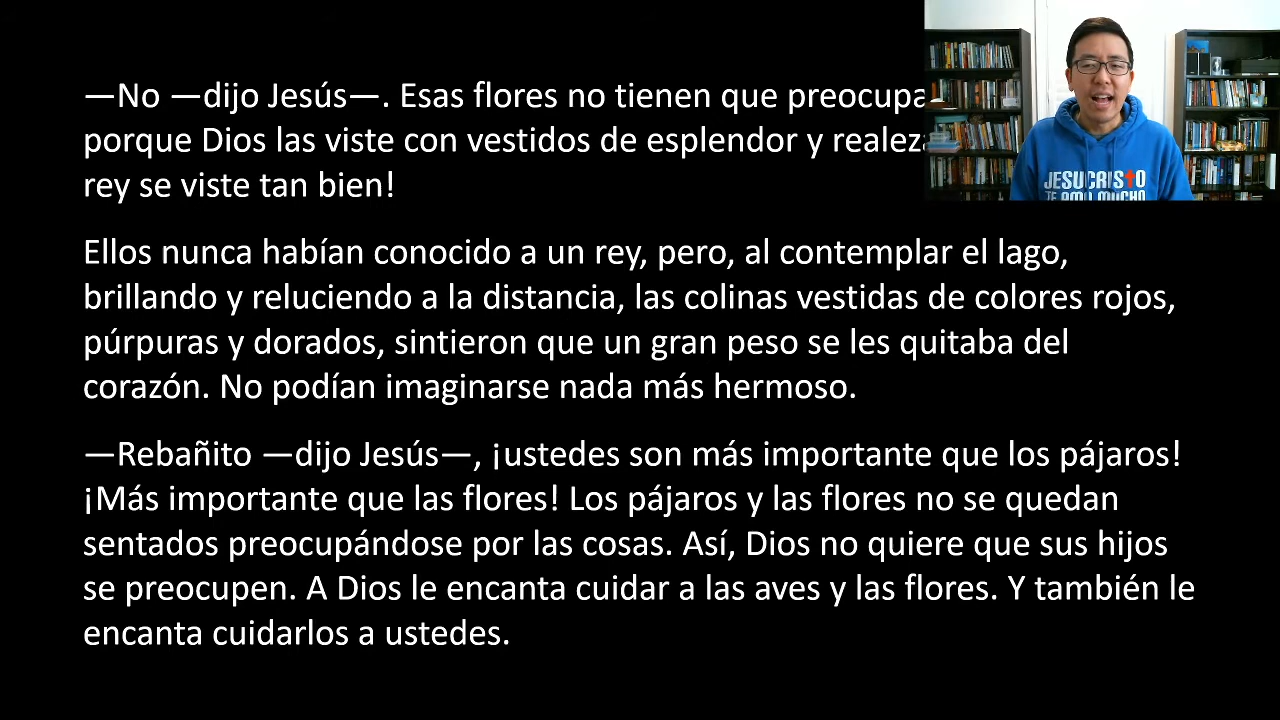 —No —dijo Jesús—. Esas flores no tienen que
porque Dios las viste con vestidos de esplendor y
rey se viste tan bien!
Ellos nunca habían conocido a un rey, pero, al contemplar el lago,
brillando y reluciendo a la distancia, las colinas vestidas de colores rojos,
púrpuras y dorados, sintieron que un gran peso se les quitaba del
corazón. No podían imaginarse nada más hermoso.
—Rebañito —dijo Jesús—, ¡ustedes son más importante que los pájaros!
¡Más importante que las flores! Los pájaros y las flores no se quedan
sentados preocupándose por las cosas. Así, Dios no quiere que sus hijos
se preocupen. A Dios le encanta cuidar a las aves y las flores. Y también le
encanta cuidarlos a ustedes.
JESUCRISTO
TE AMA MUCHO